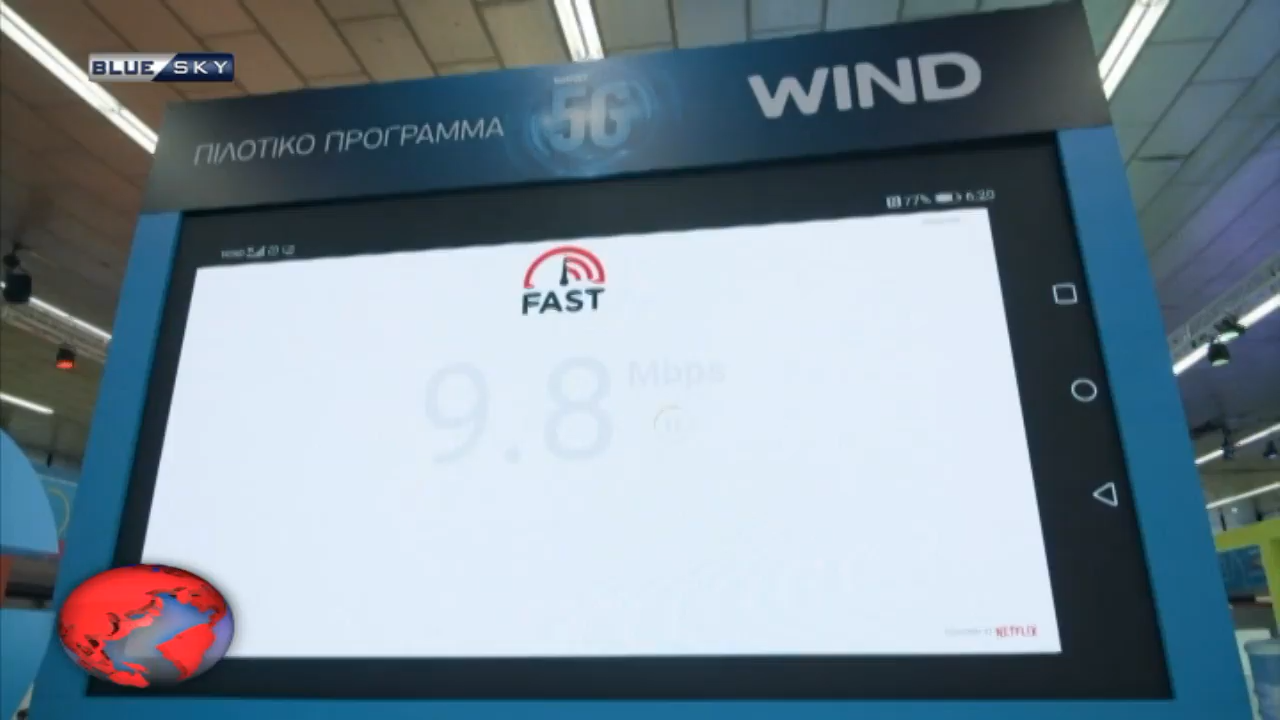 BLUE SKY
ΠΙΛΟΤΙΚΟ ΠΡΟΓΡΑΜΜΑ
5G
WIND
77% 6:20
FAST
9.8 Mbps
NETFLIX